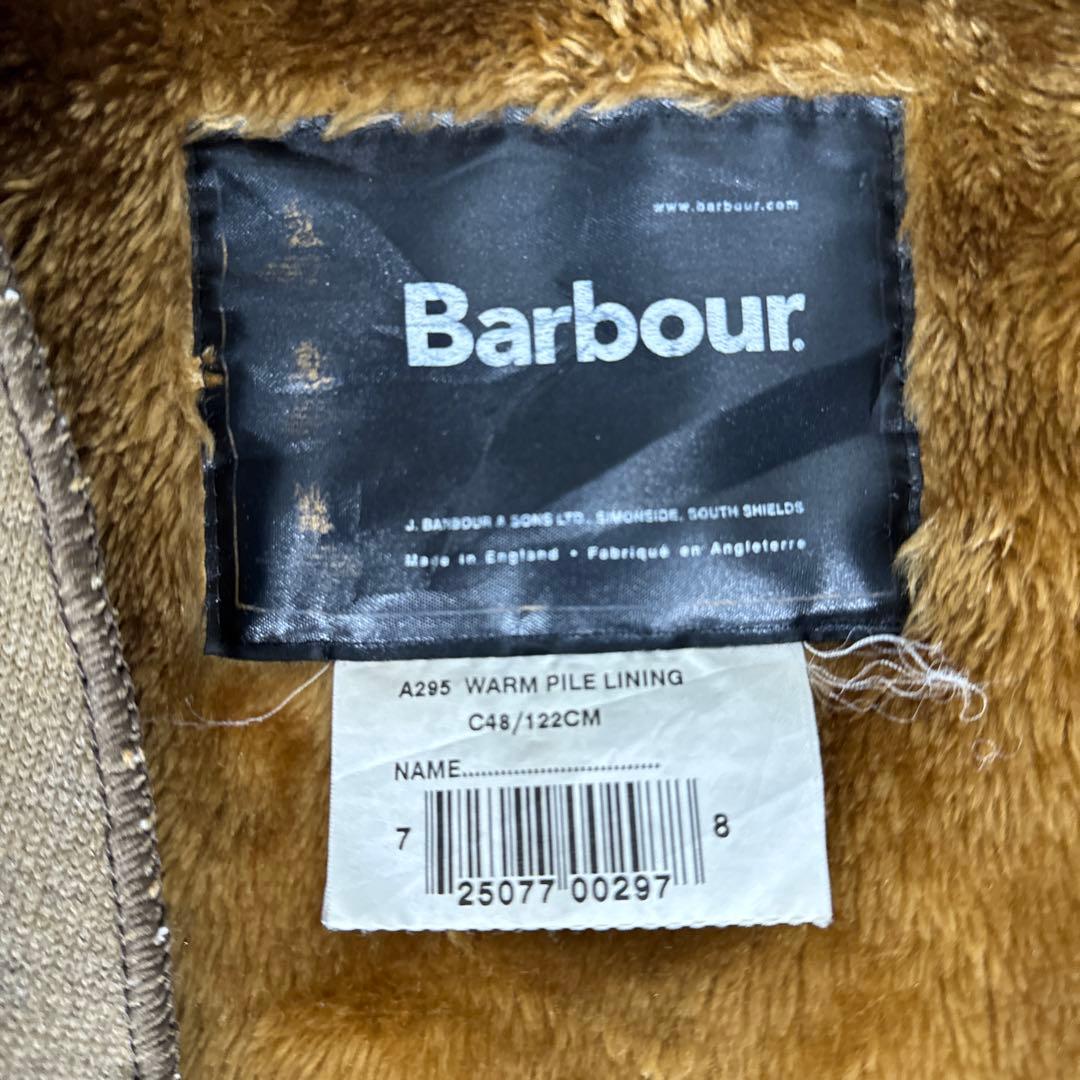 www.barbour.com
Barbour.
J. BARBOUR & SONS LTD., SIMONSIDE, SOUTH SHIELDS
Made in England • Fabriqué en Angleterre
A295 WARM PILE LINING
C48/122CM
NAME...............................
7 25077 00297 8